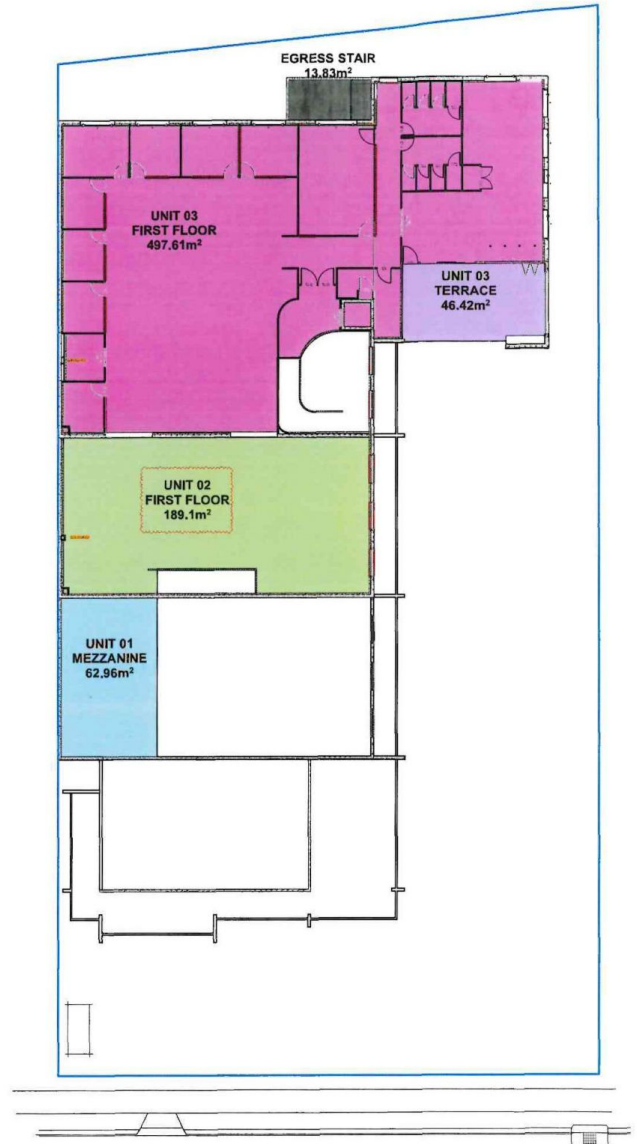 EGRESS STAIR
13.83m²
UNIT 03
FIRST FLOOR
497.61m²
UNIT 03
TERRACE
46.42m²
UNIT 02
FIRST FLOOR
189.1m²
UNIT 01
MEZZANINE
62.96m²